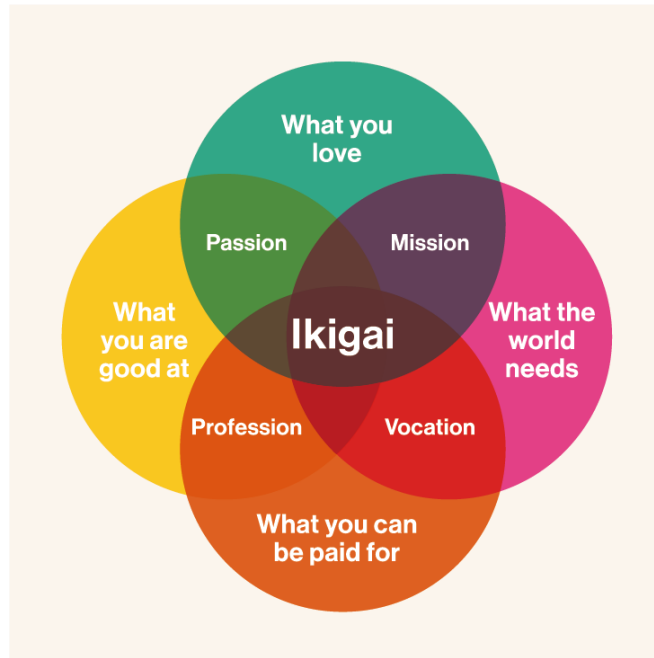 What you
love
Passion
Mission
What
you are
good at
Ikigai
What the
world
needs
Profession
Vocation
What you can
be paid for